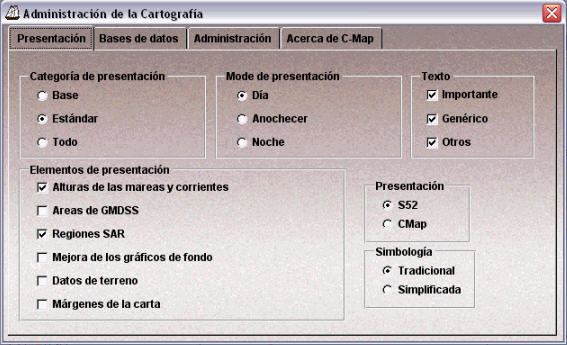 Administración de la Cartografía
Presentación Bases de datos Administración Acerca de C-Map
Categoría de presentación
Base
Estándar
Todo
Mode de presentación
Día
Anochecer
Noche
Texto
Importante
Genérico
Otros
Elementos de presentación
Alturas de las mareas y corrientes
Areas de GMDSS
Regiones SAR
Mejora de los gráficos de fondo
Datos de terreno
Márgenes de la carta
Presentación
S52
CMap
Simbología
Tradicional
Simplificada